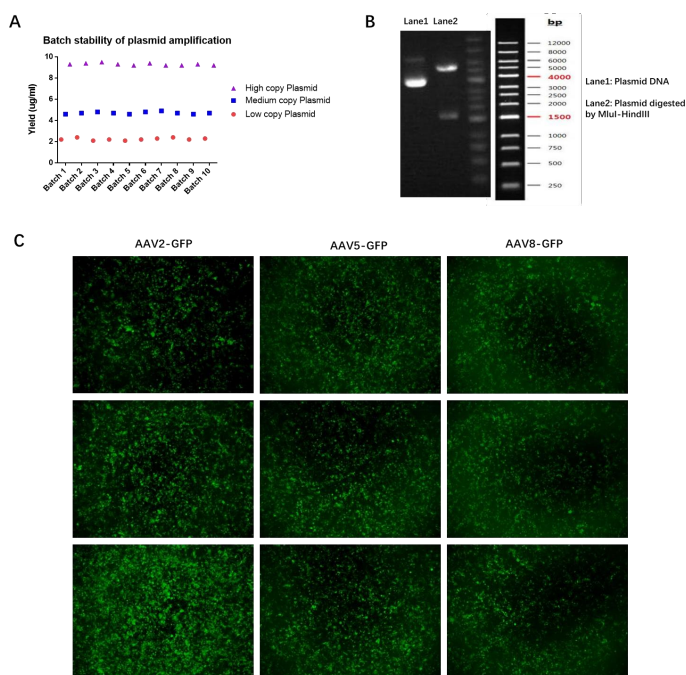 A
Batch stability of plasmid amplification
Yield (ug/ml)
10
8
6
4
2
0
Batch 1
Batch 2
Batch 3
Batch 4
Batch 5
Batch 6
Batch 7
Batch 8
Batch 9
Batch 10
High copy Plasmid
Medium copy Plasmid
Low copy Plasmid
B
Lane1 Lane2
bp
12000
8000
6000
5000
4000
3000
2500
2000
1500
1000
750
500
250
Lane1: Plasmid DNA
Lane2: Plasmid digested
by MluI-HindIII
C
AAV2-GFP AAV5-GFP AAV8-GFP